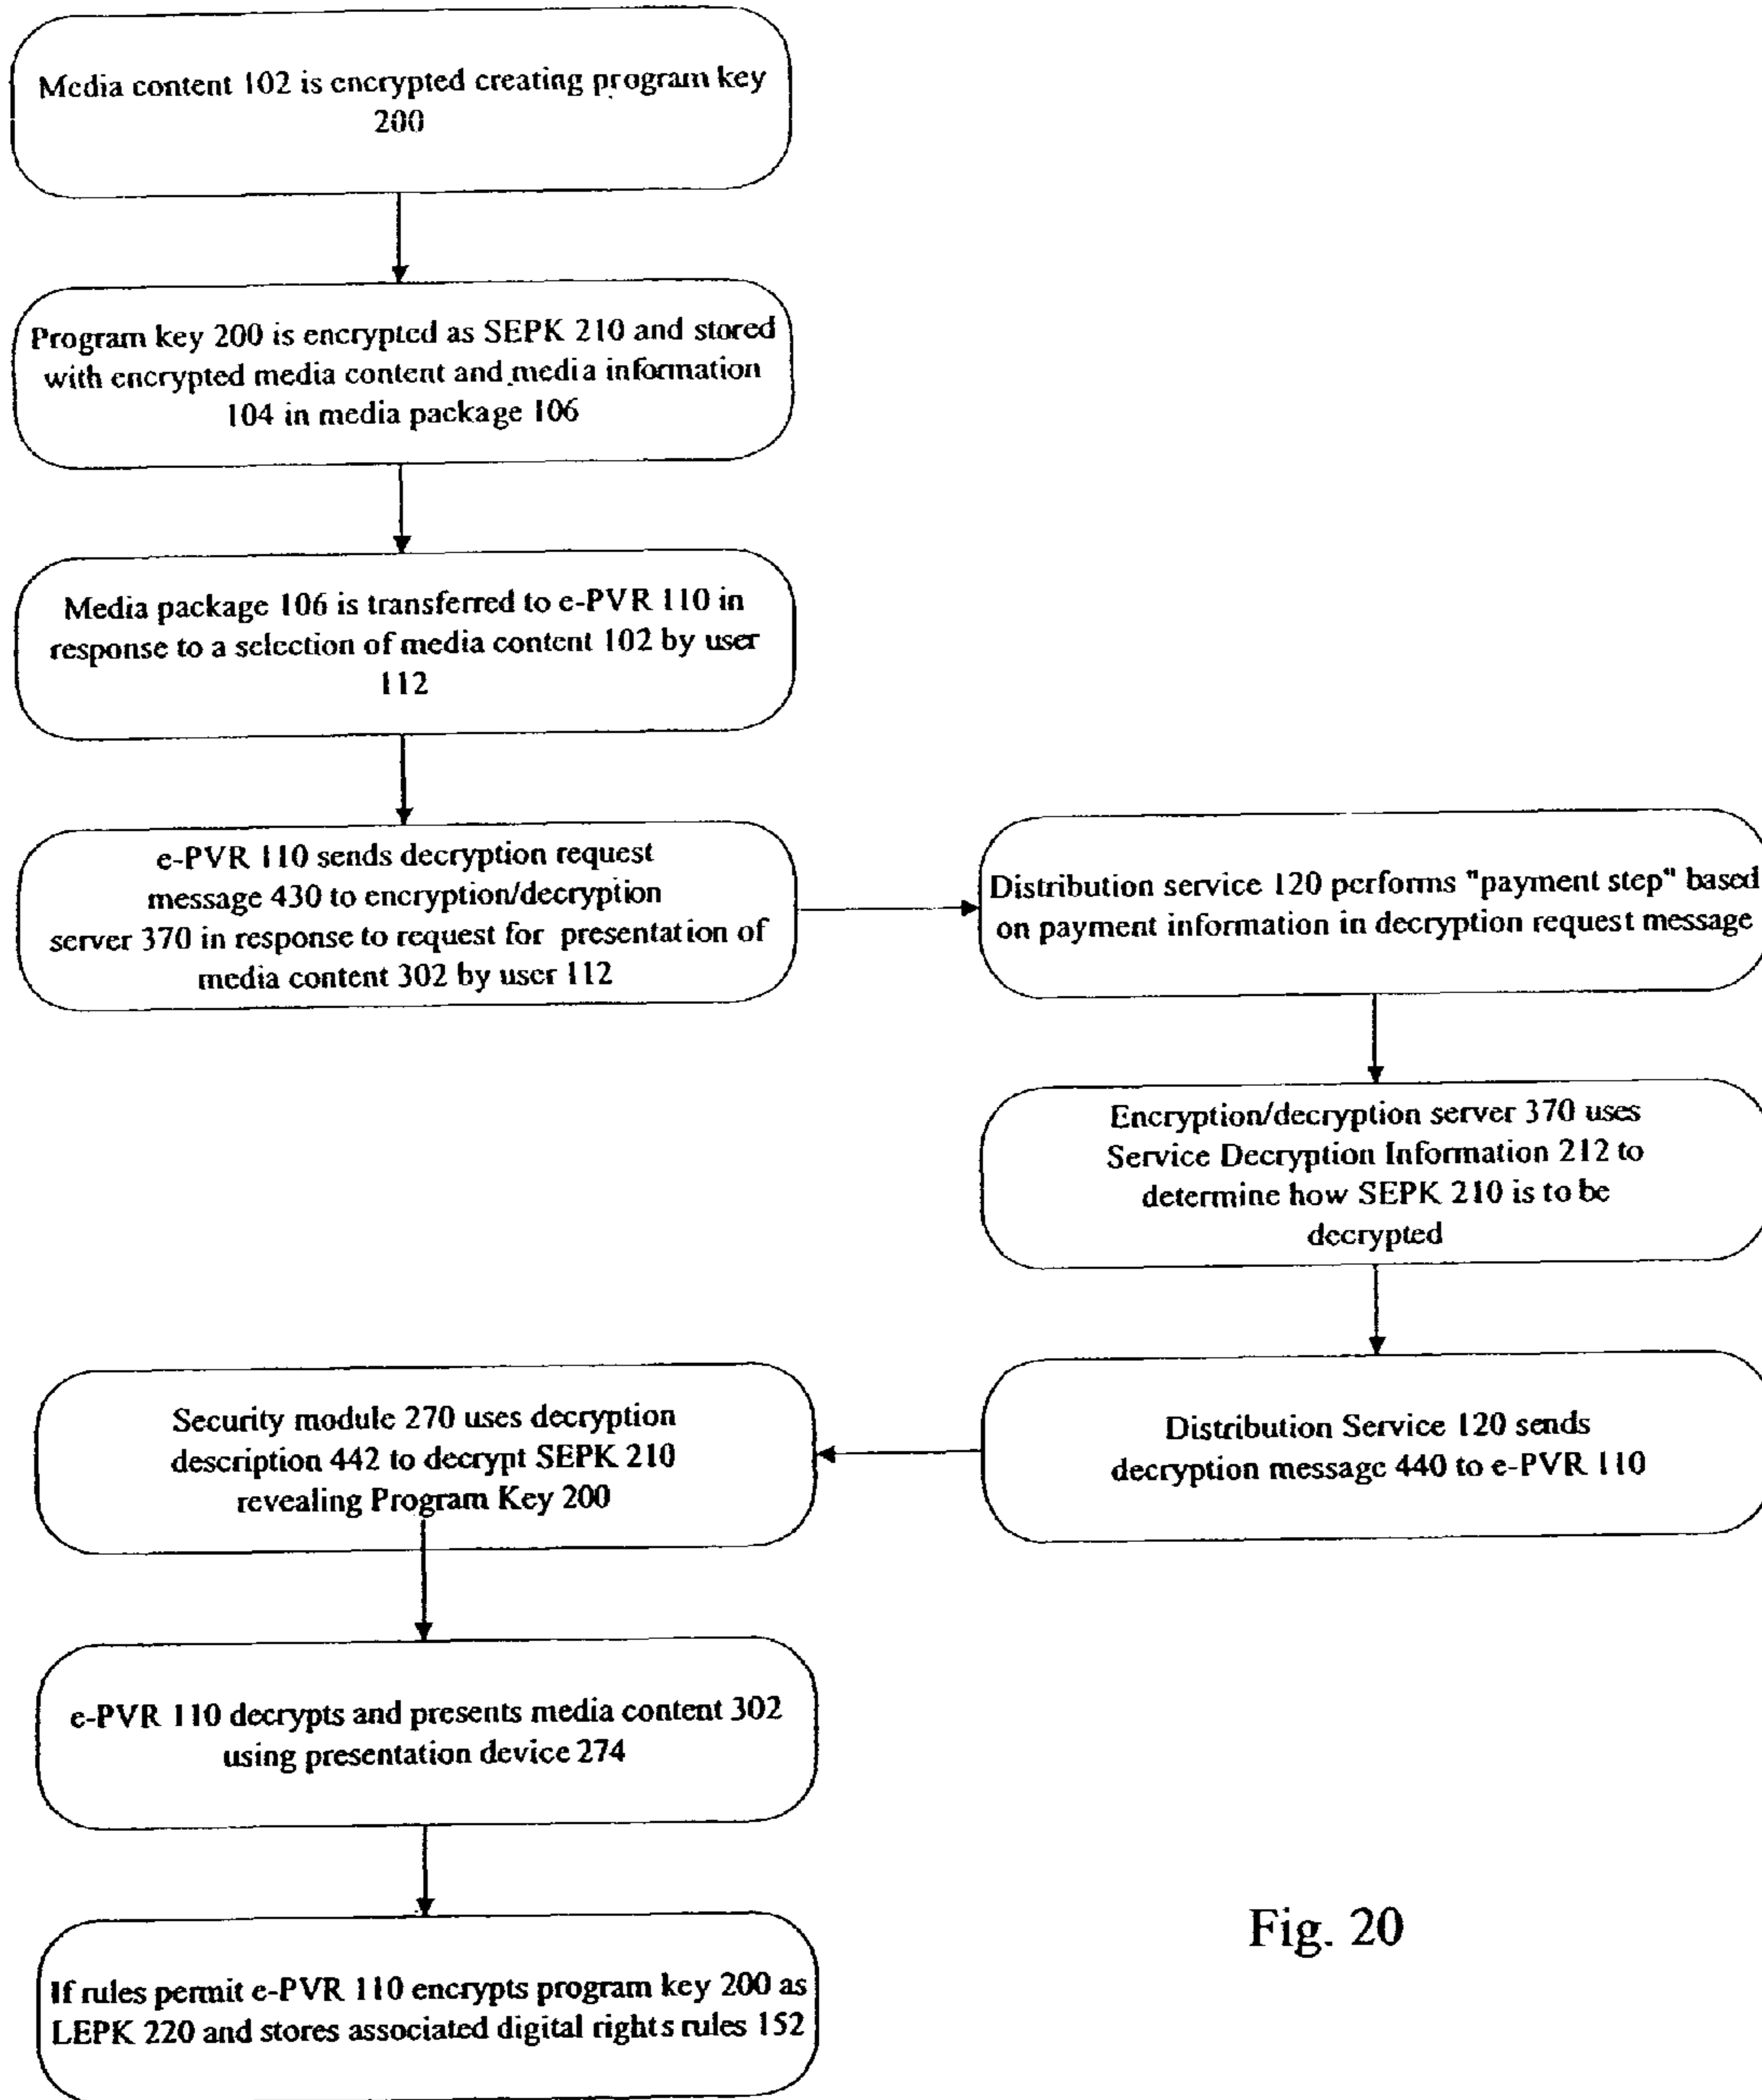 Media content 102 is encrypted creating program key
200
Program key 200 is encrypted as SEPK 210 and stored
with encrypted media content and media information
104 in media package 106
Media package 106 is transferred to e-PVR 110 in
response to a selection of media content 102 by user
112
e-PVR 110 sends decryption request
message 430 to encryption/decryption
server 370 in response to request for presentation of
media content 302 by user 112
Distribution service 120 performs "payment step" based
on payment information in decryption request message
Encryption/decryption server 370 uses
Service Decryption Information 212 to
determine how SEPK 210 is to be
decrypted
Distribution Service 120 sends
decryption message 440 to e-PVR 110
Security module 270 uses decryption
description 442 to decrypt SEPK 210
revealing Program Key 200
e-PVR 110 decrypts and presents media content 302
using presentation device 274
If rules permit e-PVR 110 encrypts program key 200 as
LEPK 220 and stores associated digital rights rules 152
Fig. 20